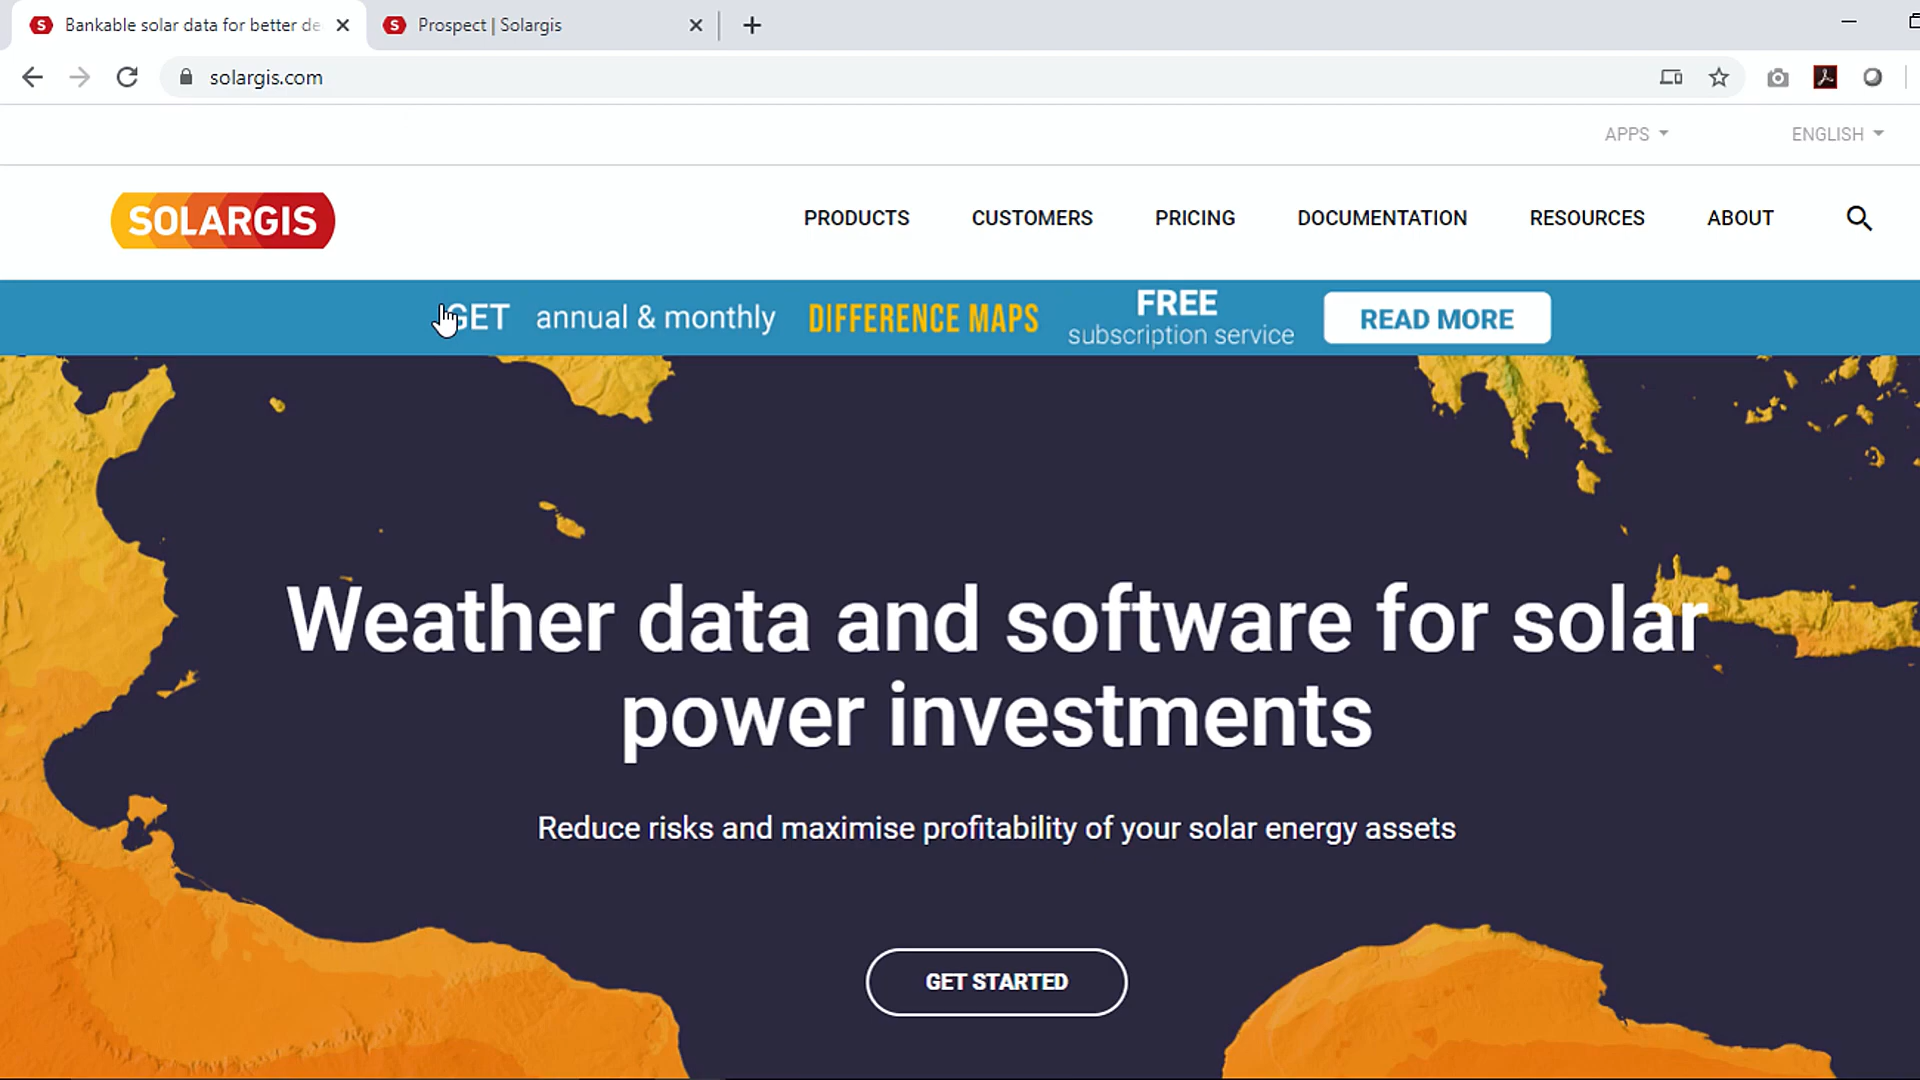 Bankable solar data for better de
Prospect | Solargis
solargis.com
APPS
ENGLISH
SOLARGIS
PRODUCTS
CUSTOMERS
PRICING
DOCUMENTATION
RESOURCES
ABOUT
GET annual & monthly DIFFERENCE MAPS
FREE
subscription service
READ MORE
Weather data and software for solar
power investments
Reduce risks and maximise profitability of your solar energy assets
GET STARTED